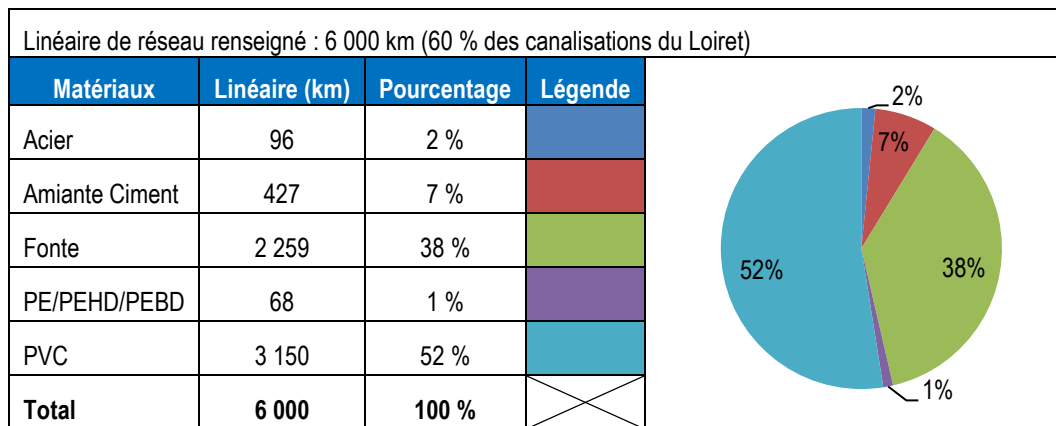 Linéaire de réseau renseigné : 6 000 km (60 % des canalisations du Loiret)
Matériaux Linéaire (km) Pourcentage Légende
Acier 96 2 %
Amiante Ciment 427 7 %
Fonte 2 259 38 %
PE/PEHD/PEBD 68 1 %
PVC 3 150 52 %
Total 6 000 100 %
2%
7%
52%
38%
1%